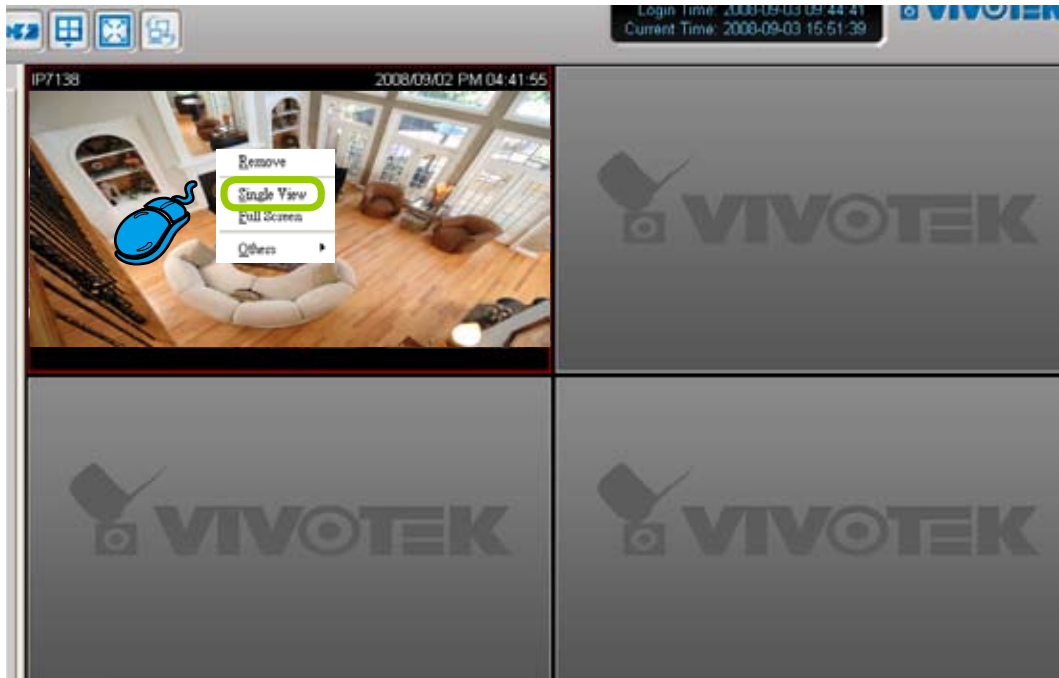 Login Time: 2008-09-03 09:44:41
Current Time: 2008-09-03 15:51:39
VIVOTEK
IP7138
2008/09/02 PM 04:41:55
Remove
Single View
Full Screen
Others
VIVOTEK
VIVOTEK
VIVOTEK